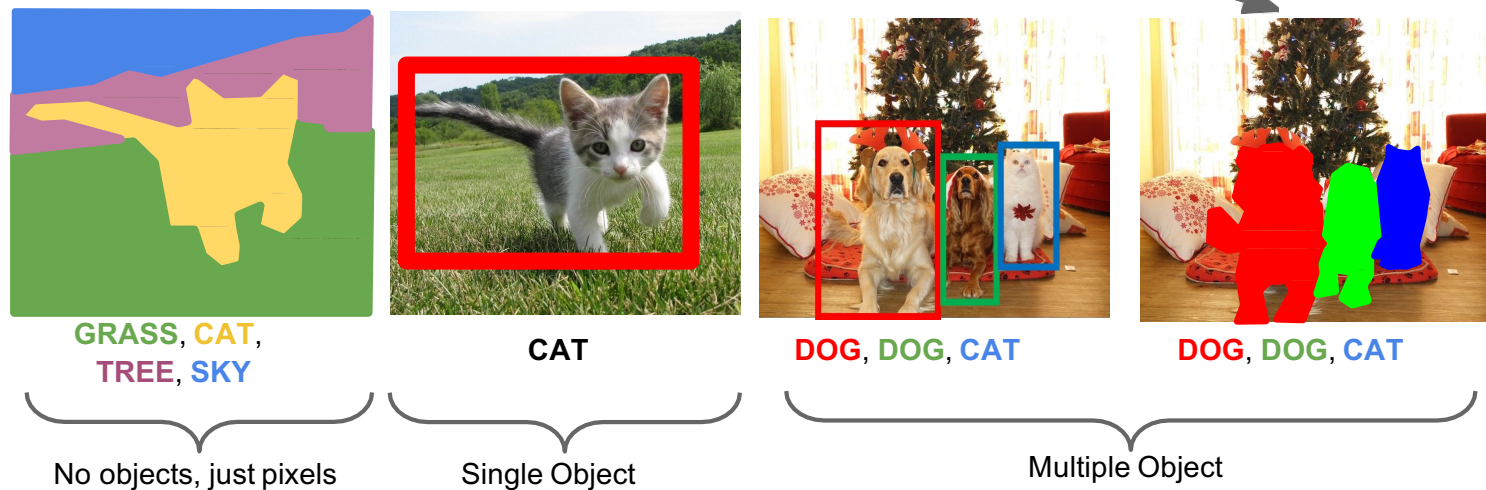 GRASS, CAT,
TREE, SKY
CAT
DOG, DOG, CAT
DOG, DOG, CAT
No objects, just pixels
Single Object
Multiple Object